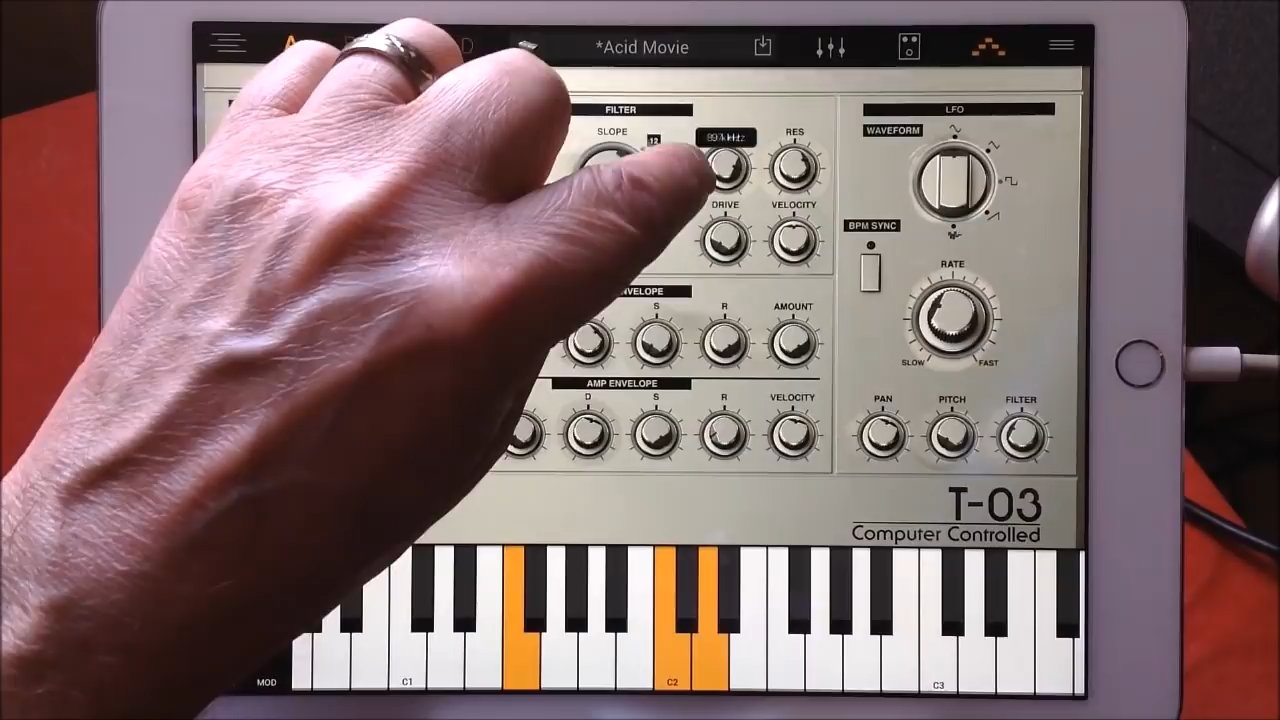 A
D
*Acid Movie
FILTER
LFO
SLOPE
12
RES
WAVEFORM
DRIVE
VELOCITY
BPM SYNC
RATE
SLOW
FAST
S
R
AMOUNT
AMP ENVELOPE
D
S
R
VELOCITY
PAN
PITCH
FILTER
T-03
Computer Controlled
MOD
C1
C2
C3